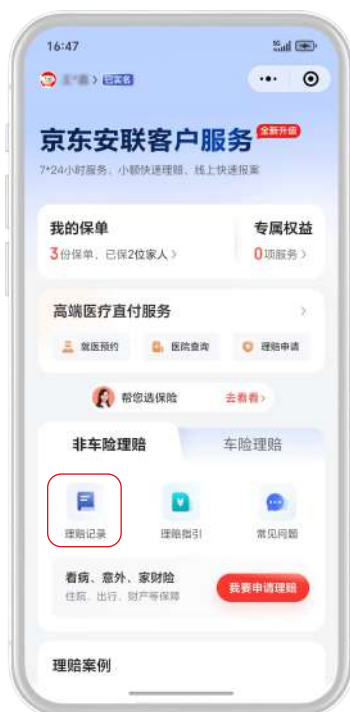 16:47
已实名
京东安联客户服务 全新升级
7*24小时服务、小额快速理赔、线上快速报案
我的保单 专属权益
3份保单，已保2位家人 > 0项服务 >
高端医疗直付服务 >
就医预约 医院查询 理赔申请
帮您选保险 去看看>
非车险理赔 车险理赔
理赔记录 理赔指引 常见问题
看病、意外、家财险
住院、出行、财产等保障
我要申请理赔
理赔案例